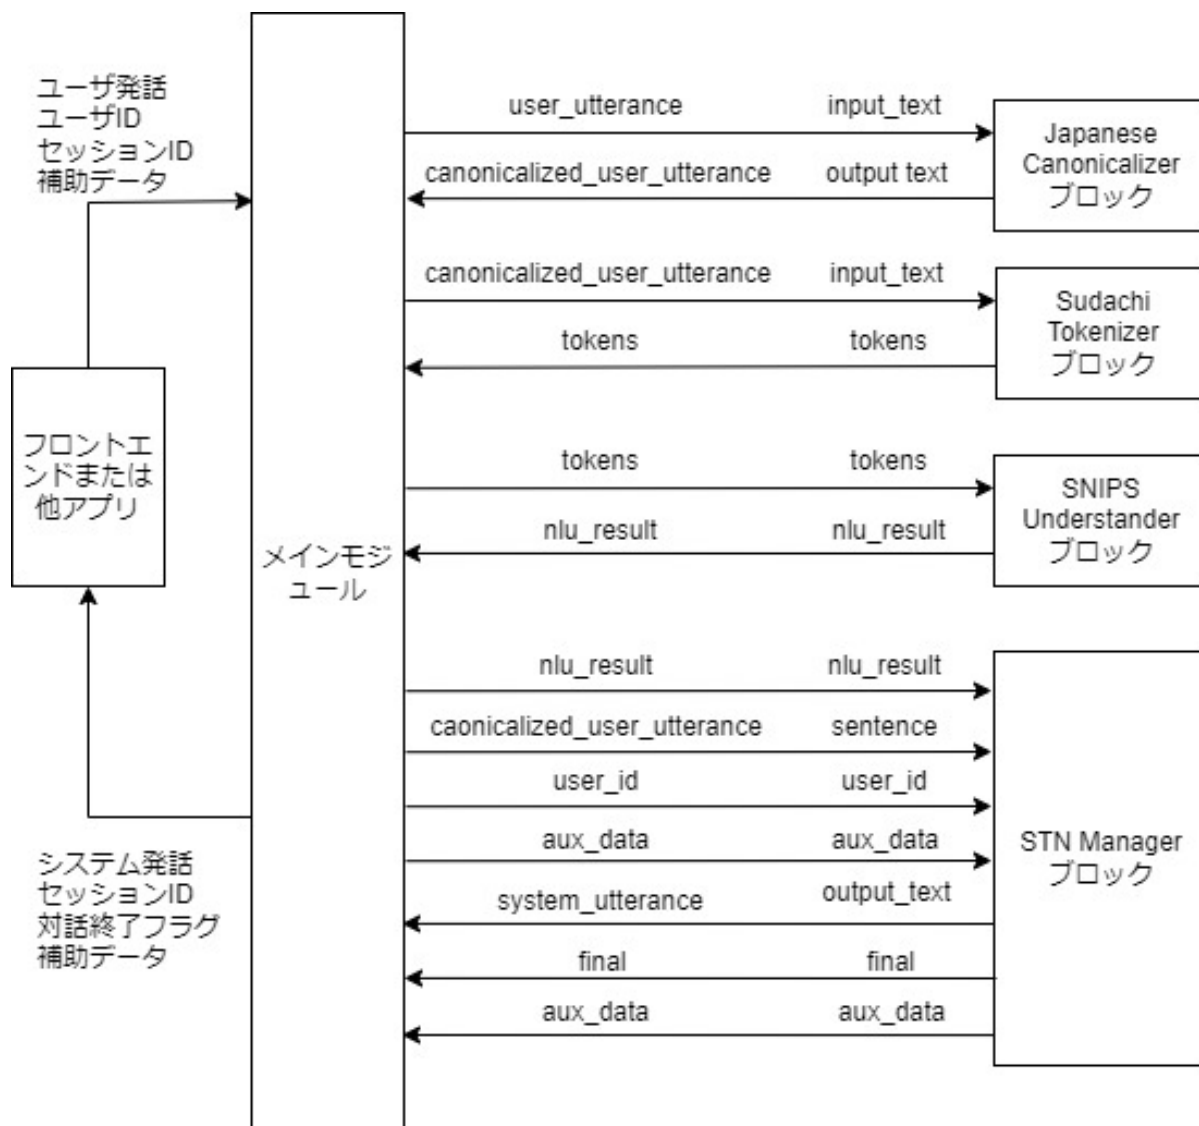 ユーザ発話
ユーザID
セッションID
補助データ
フロントエ
ンドまたは
他アプリ
システム発話
セッションID
対話終了フラグ
補助データ
メインモジ
ュール
user_utterance input_text
canonicalized_user_utterance output text
Japanese
Canonicalizer
ブロック
canonicalized_user_utterance input_text
tokens tokens
Sudachi
Tokenizer
ブロック
tokens tokens
nlu_result nlu_result
SNIPS
Understander
ブロック
nlu_result nlu_result
caonicalized_user_utterance sentence
user_id user_id
aux_data aux_data
system_utterance output_text
final final
aux_data aux_data
STN Manager
ブロック